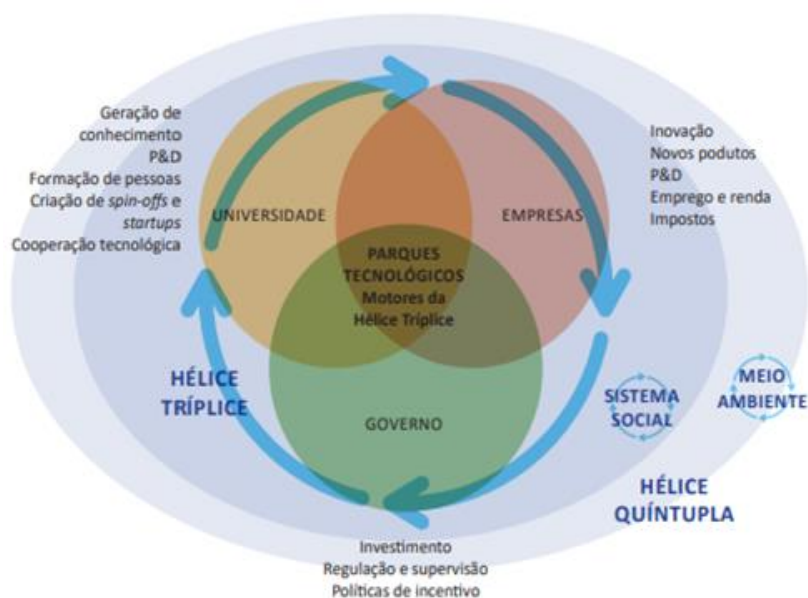 Geração de
conhecimento
P&D
Formação de pessoas
Criação de spin-offs e
startups
Cooperação tecnológica
UNIVERSIDADE
EMPRESAS
Inovação
Novos podutos
P&D
Emprego e renda
Impostos
PARQUES
TECNOLÓGICOS
Motores da
Hélice Tríplice
HÉLICE
TRÍPLICE
GOVERNO
SISTEMA
SOCIAL
MEIO
AMBIENTE
HÉLICE
QUÍNTUPLA
Investimento
Regulação e supervisão
Políticas de incentivo